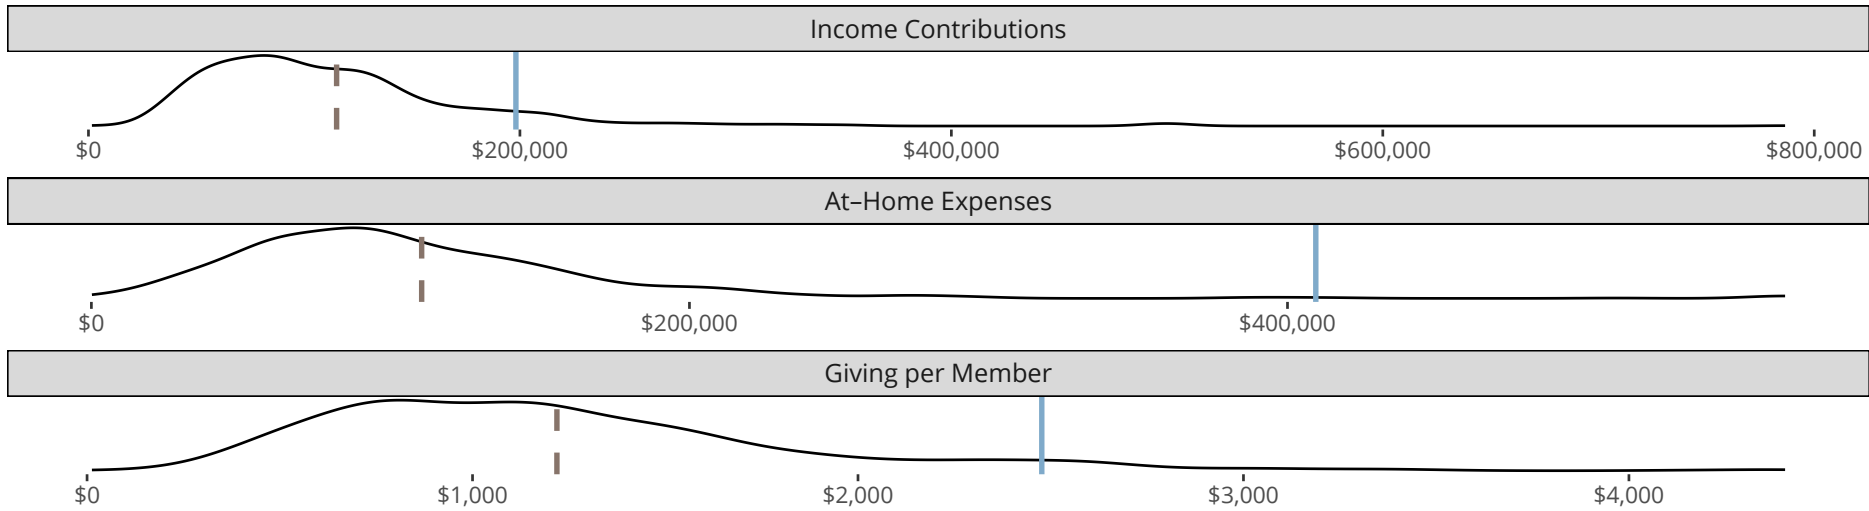 Income Contributions
$0 $200,000 $400,000 $600,000 $800,000
At–Home Expenses
$0 $200,000 $400,000
Giving per Member
$0 $1,000 $2,000 $3,000 $4,000